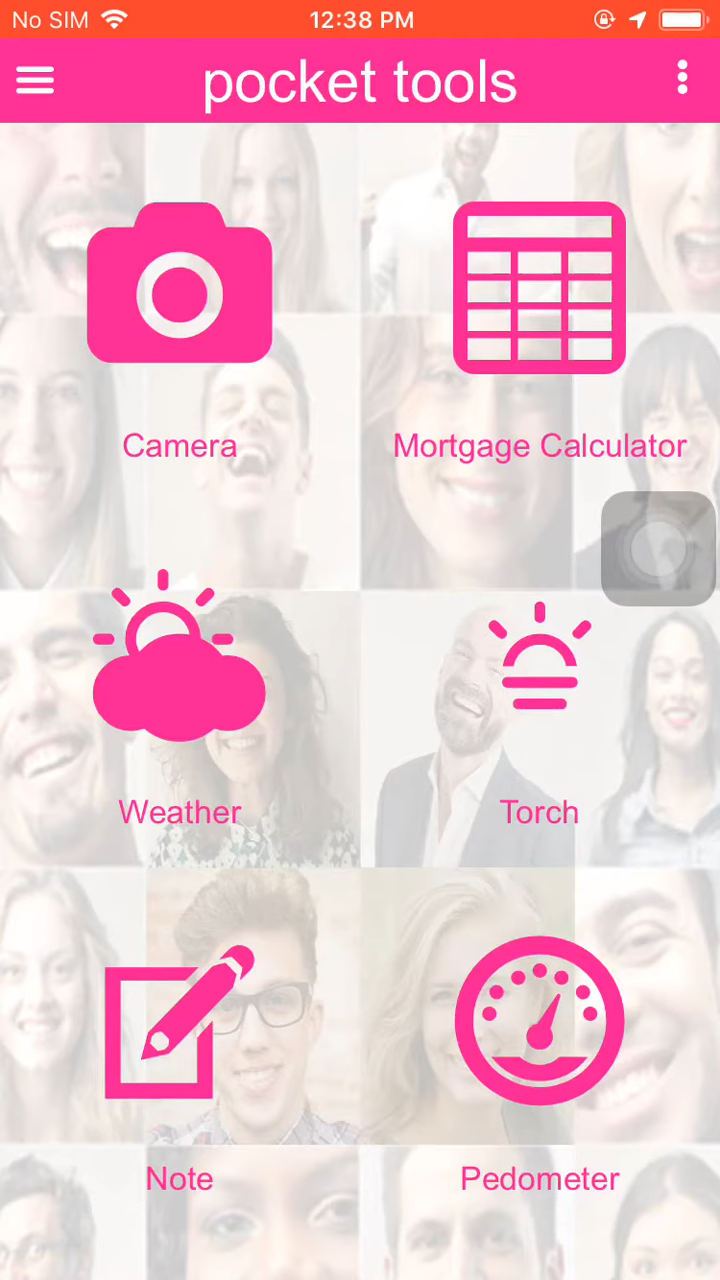 No SIM 12:38 PM
pocket tools
Camera Mortgage Calculator
Weather Torch
Note Pedometer